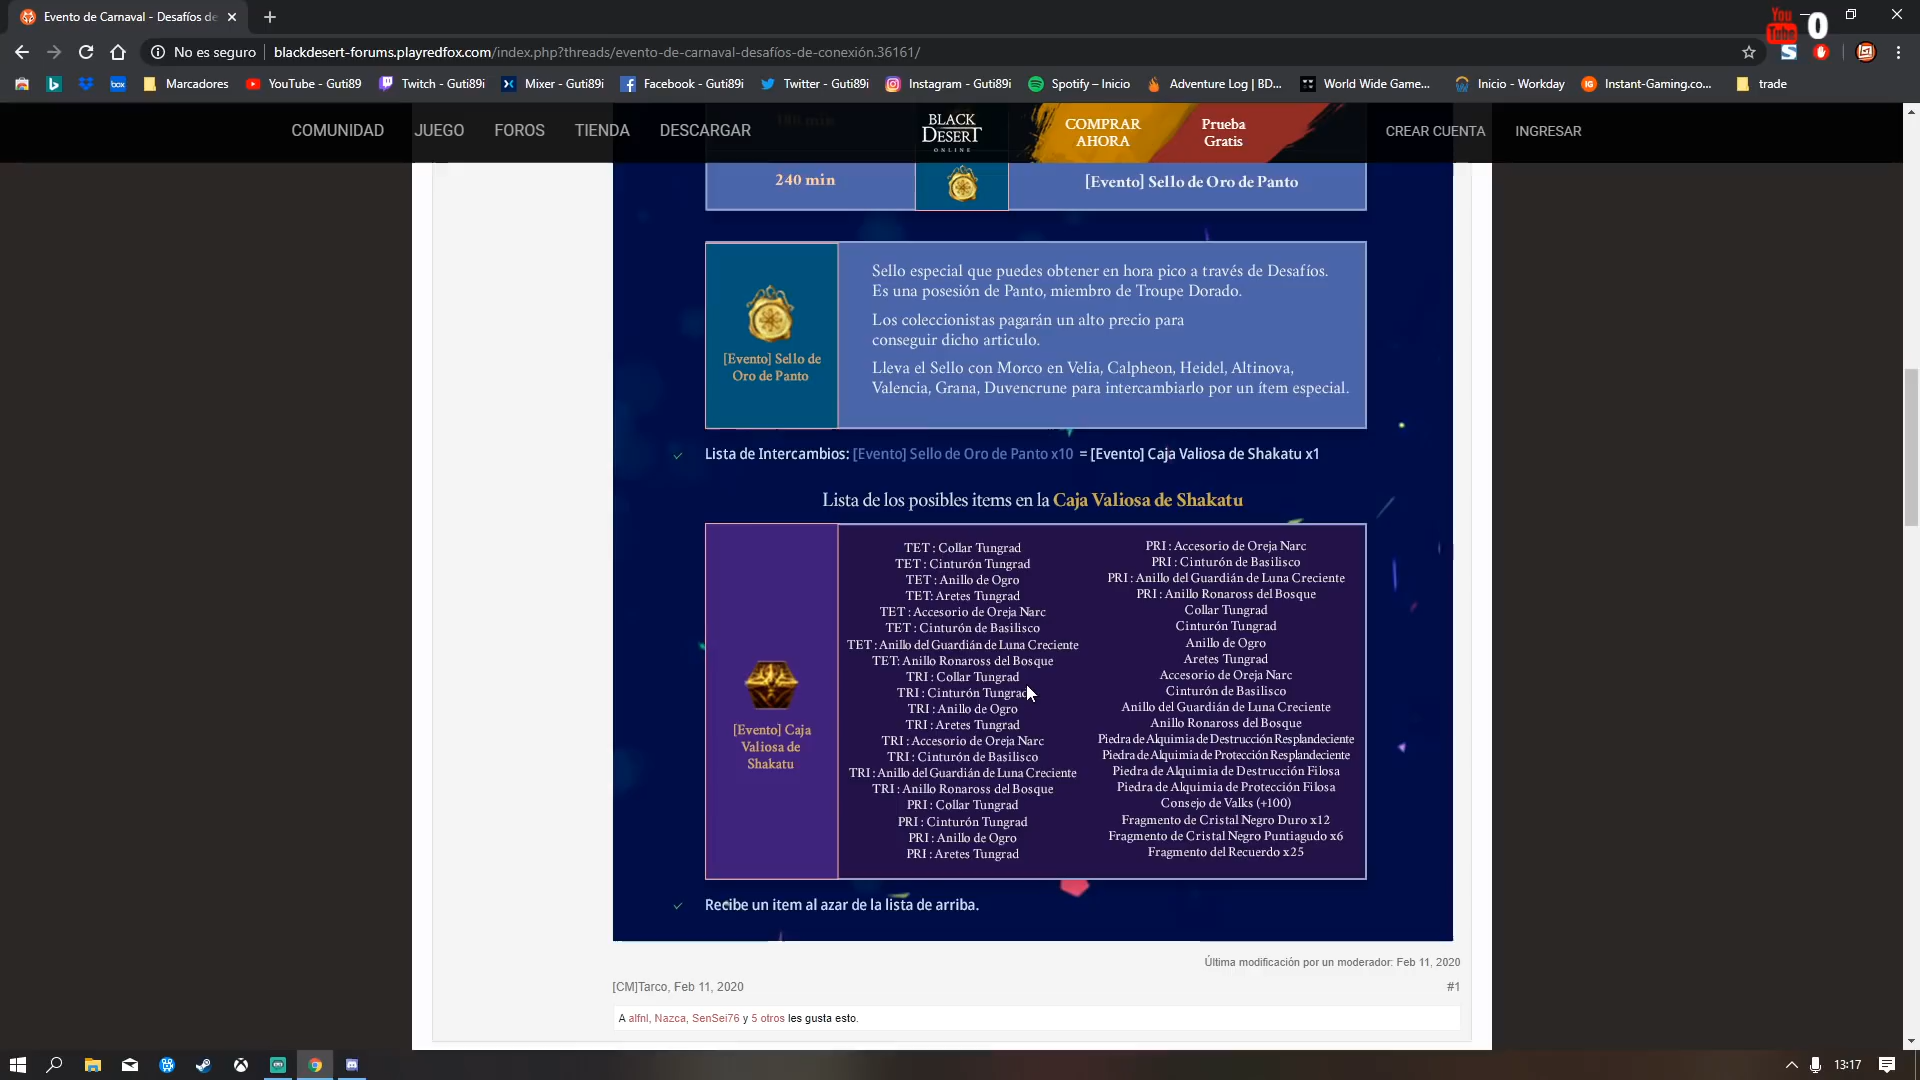 Evento de Carnaval - Desafíos de
You
Tube
0
No es seguro
blackdesert-forums.playredfox.com/index.php?threads/evento-de-carnaval-desafíos-de-conexión.36161/
Marcadores
YouTube - Guti89i
Twitch - Guti89i
Mixer - Guti89i
Facebook - Guti89i
Twitter - Guti89i
Instagram - Guti89i
Spotify – Inicio
Adventure Log | BD...
World Wide Game...
Inicio - Workday
Instant-Gaming.co...
trade
COMUNIDAD
JUEGO
FOROS
TIENDA
DESCARGAR
180 min
BLACK
DESERT
ONLINE
COMPRAR
AHORA
Prueba
Gratis
CREAR CUENTA
INGRESAR
240 min
[Evento] Sello de Oro de Panto
[Evento] Sello de
Oro de Panto
Sello especial que puedes obtener en hora pico a través de Desafíos.
Es una posesión de Panto, miembro de Troupe Dorado.
Los coleccionistas pagarán un alto precio para
conseguir dicho articulo.
Lleva el Sello con Morco en Velia, Calpheon, Heidel, Altinova,
Valencia, Grana, Duvencrune para intercambiarlo por un ítem especial.
Lista de Intercambios: [Evento] Sello de Oro de Panto x10 = [Evento] Caja Valiosa de Shakatu x1
Lista de los posibles items en la Caja Valiosa de Shakatu
[Evento] Caja
Valiosa de
Shakatu
TET : Collar Tungrad
TET : Cinturón Tungrad
TET : Anillo de Ogro
TET: Aretes Tungrad
TET : Accesorio de Oreja Narc
TET : Cinturón de Basilisco
TET : Anillo del Guardián de Luna Creciente
TET: Anillo Ronaross del Bosque
TRI : Collar Tungrad
TRI : Cinturón Tungrad
TRI : Anillo de Ogro
TRI : Aretes Tungrad
TRI : Accesorio de Oreja Narc
TRI : Cinturón de Basilisco
TRI : Anillo del Guardián de Luna Creciente
TRI : Anillo Ronaross del Bosque
PRI : Collar Tungrad
PRI : Cinturón Tungrad
PRI : Anillo de Ogro
PRI : Aretes Tungrad
PRI : Accesorio de Oreja Narc
PRI : Cinturón de Basilisco
PRI : Anillo del Guardián de Luna Creciente
PRI : Anillo Ronaross del Bosque
Collar Tungrad
Cinturón Tungrad
Anillo de Ogro
Aretes Tungrad
Accesorio de Oreja Narc
Cinturón de Basilisco
Anillo del Guardián de Luna Creciente
Anillo Ronaross del Bosque
Piedra de Alquimia de Destrucción Resplandeciente
Piedra de Alquimia de Protección Resplandeciente
Piedra de Alquimia de Destrucción Filosa
Piedra de Alquimia de Protección Filosa
Consejo de Valks (+100)
Fragmento de Cristal Negro Duro x12
Fragmento de Cristal Negro Puntiagudo x6
Fragmento del Recuerdo x25
Recibe un item al azar de la lista de arriba.
Última modificación por un moderador: Feb 11, 2020
[CM]Tarco, Feb 11, 2020
#1
A alfnl, Nazca, SenSei76 y 5 otros les gusta esto.
13:17